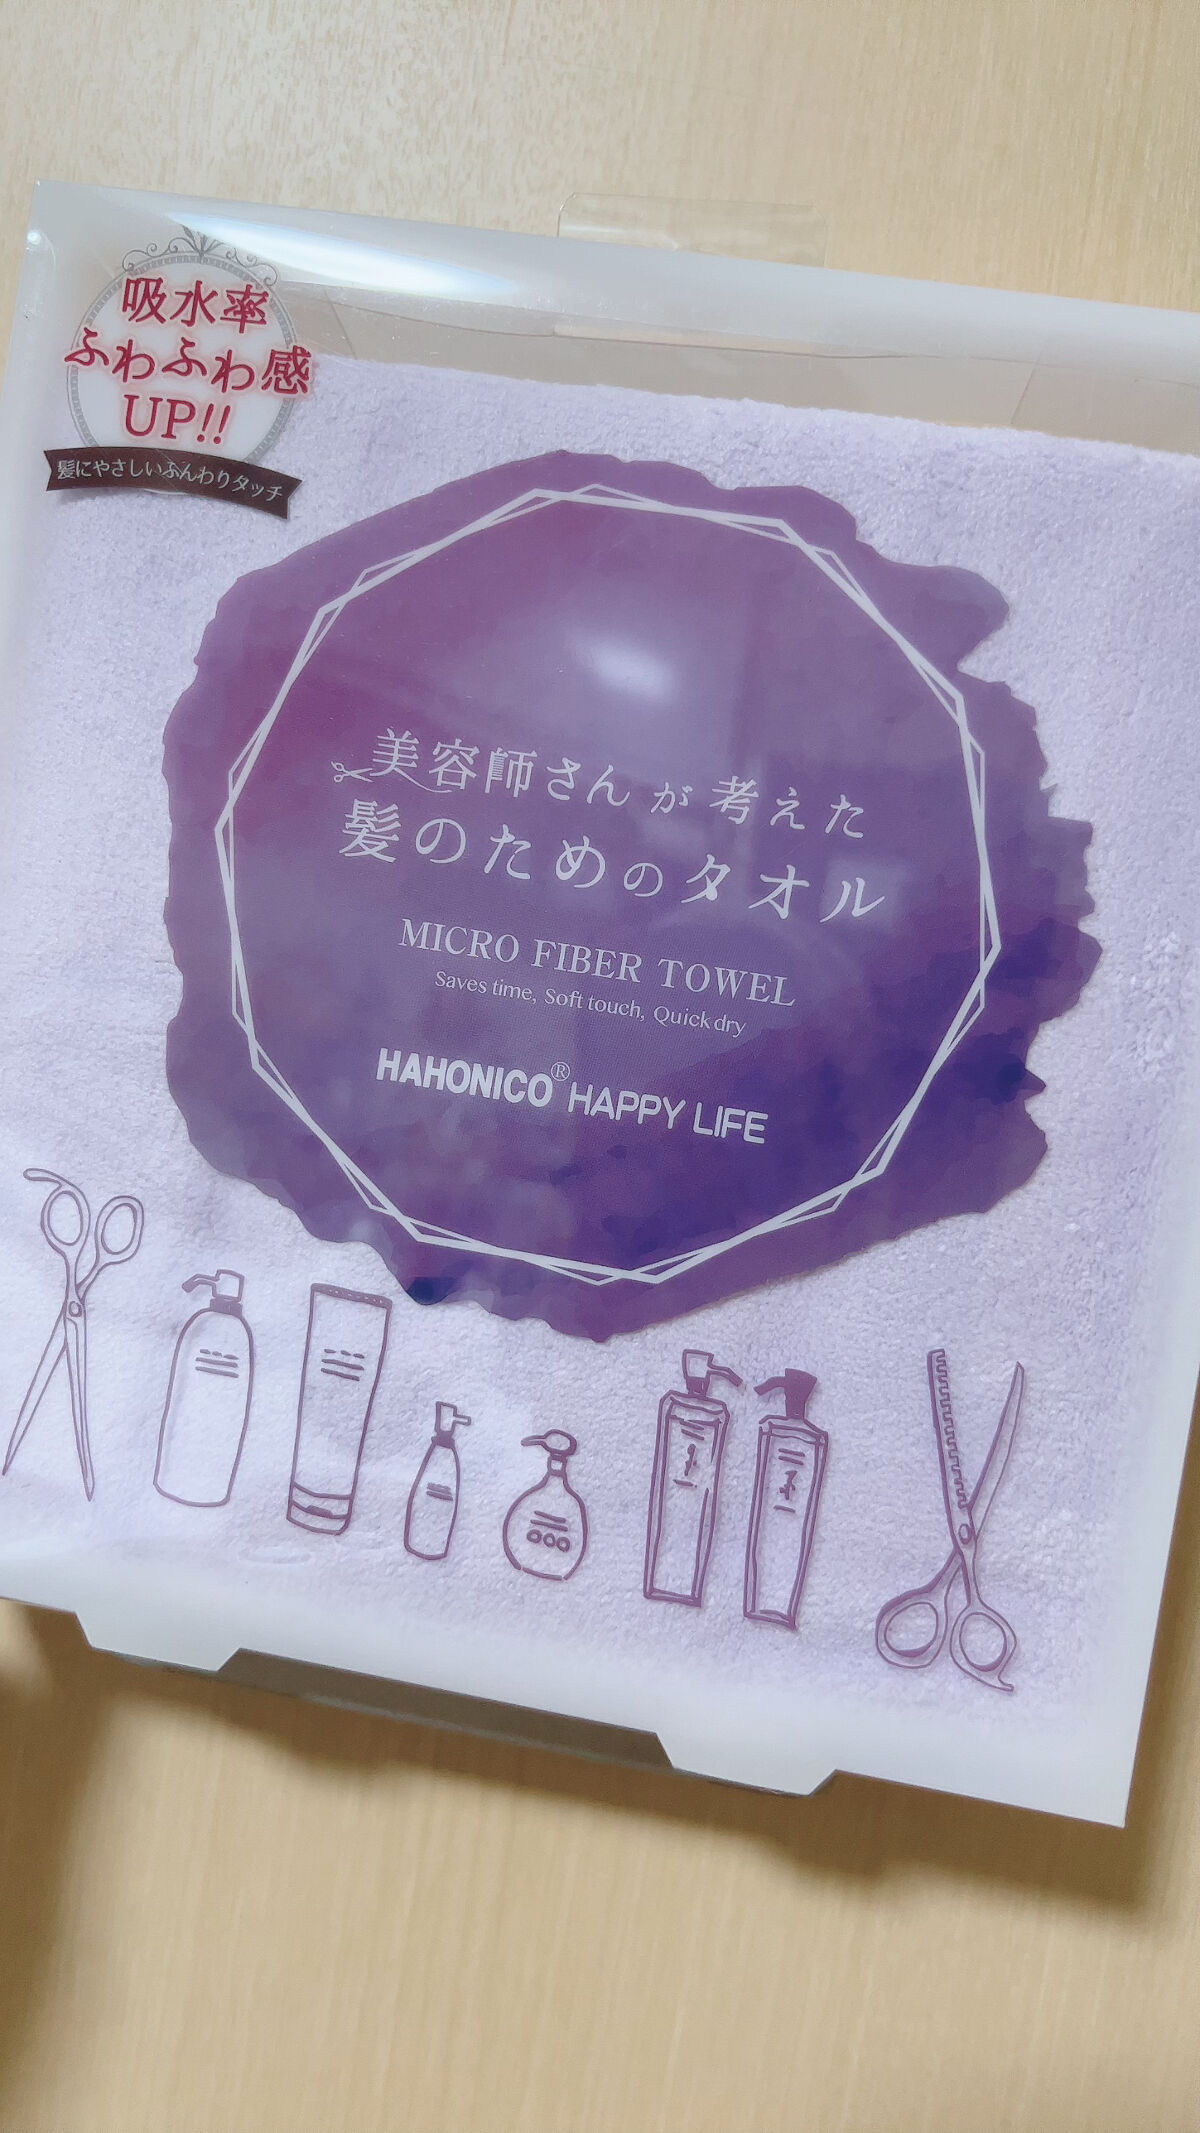 吸水率
ふわふわ感
UP!!
髪にやさしいふんわりタッチ
美容師さんが考えた
髪のためのタオル
MICRO FIBER TOWEL
Saves time, Soft touch, Quick dry
HAHONICO® HAPPY LIFE